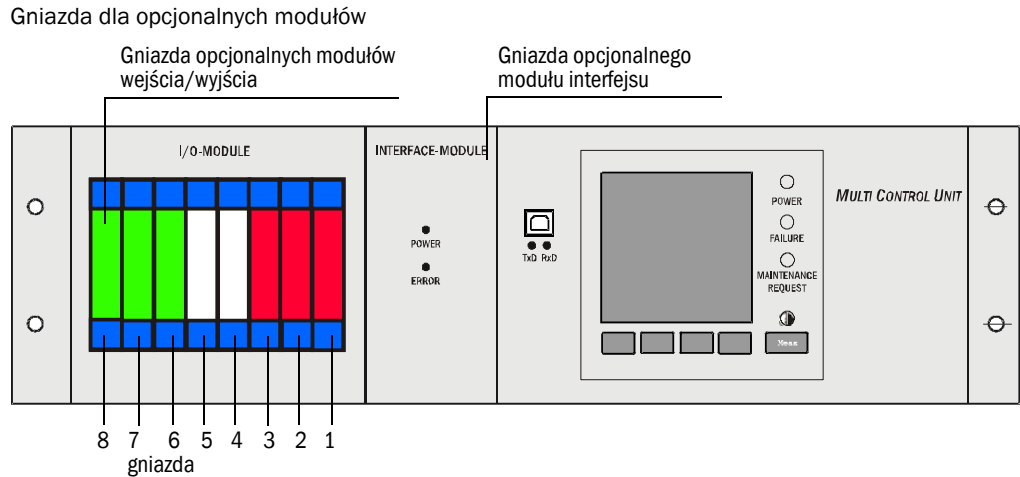 Gniazda dla opcjonalnych modułów
Gniazda opcjonalnych modułów
wejścia/wyjścia
Gniazda opcjonalnego
modułu interfejsu
I/O-MODULE
INTERFACE-MODULE
MULTI CONTROL UNIT
POWER
FAILURE
MAINTENANCE
REQUEST
POWER
ERROR
TxD RxD
Meas
8 7 6 5 4 3 2 1
gniazda